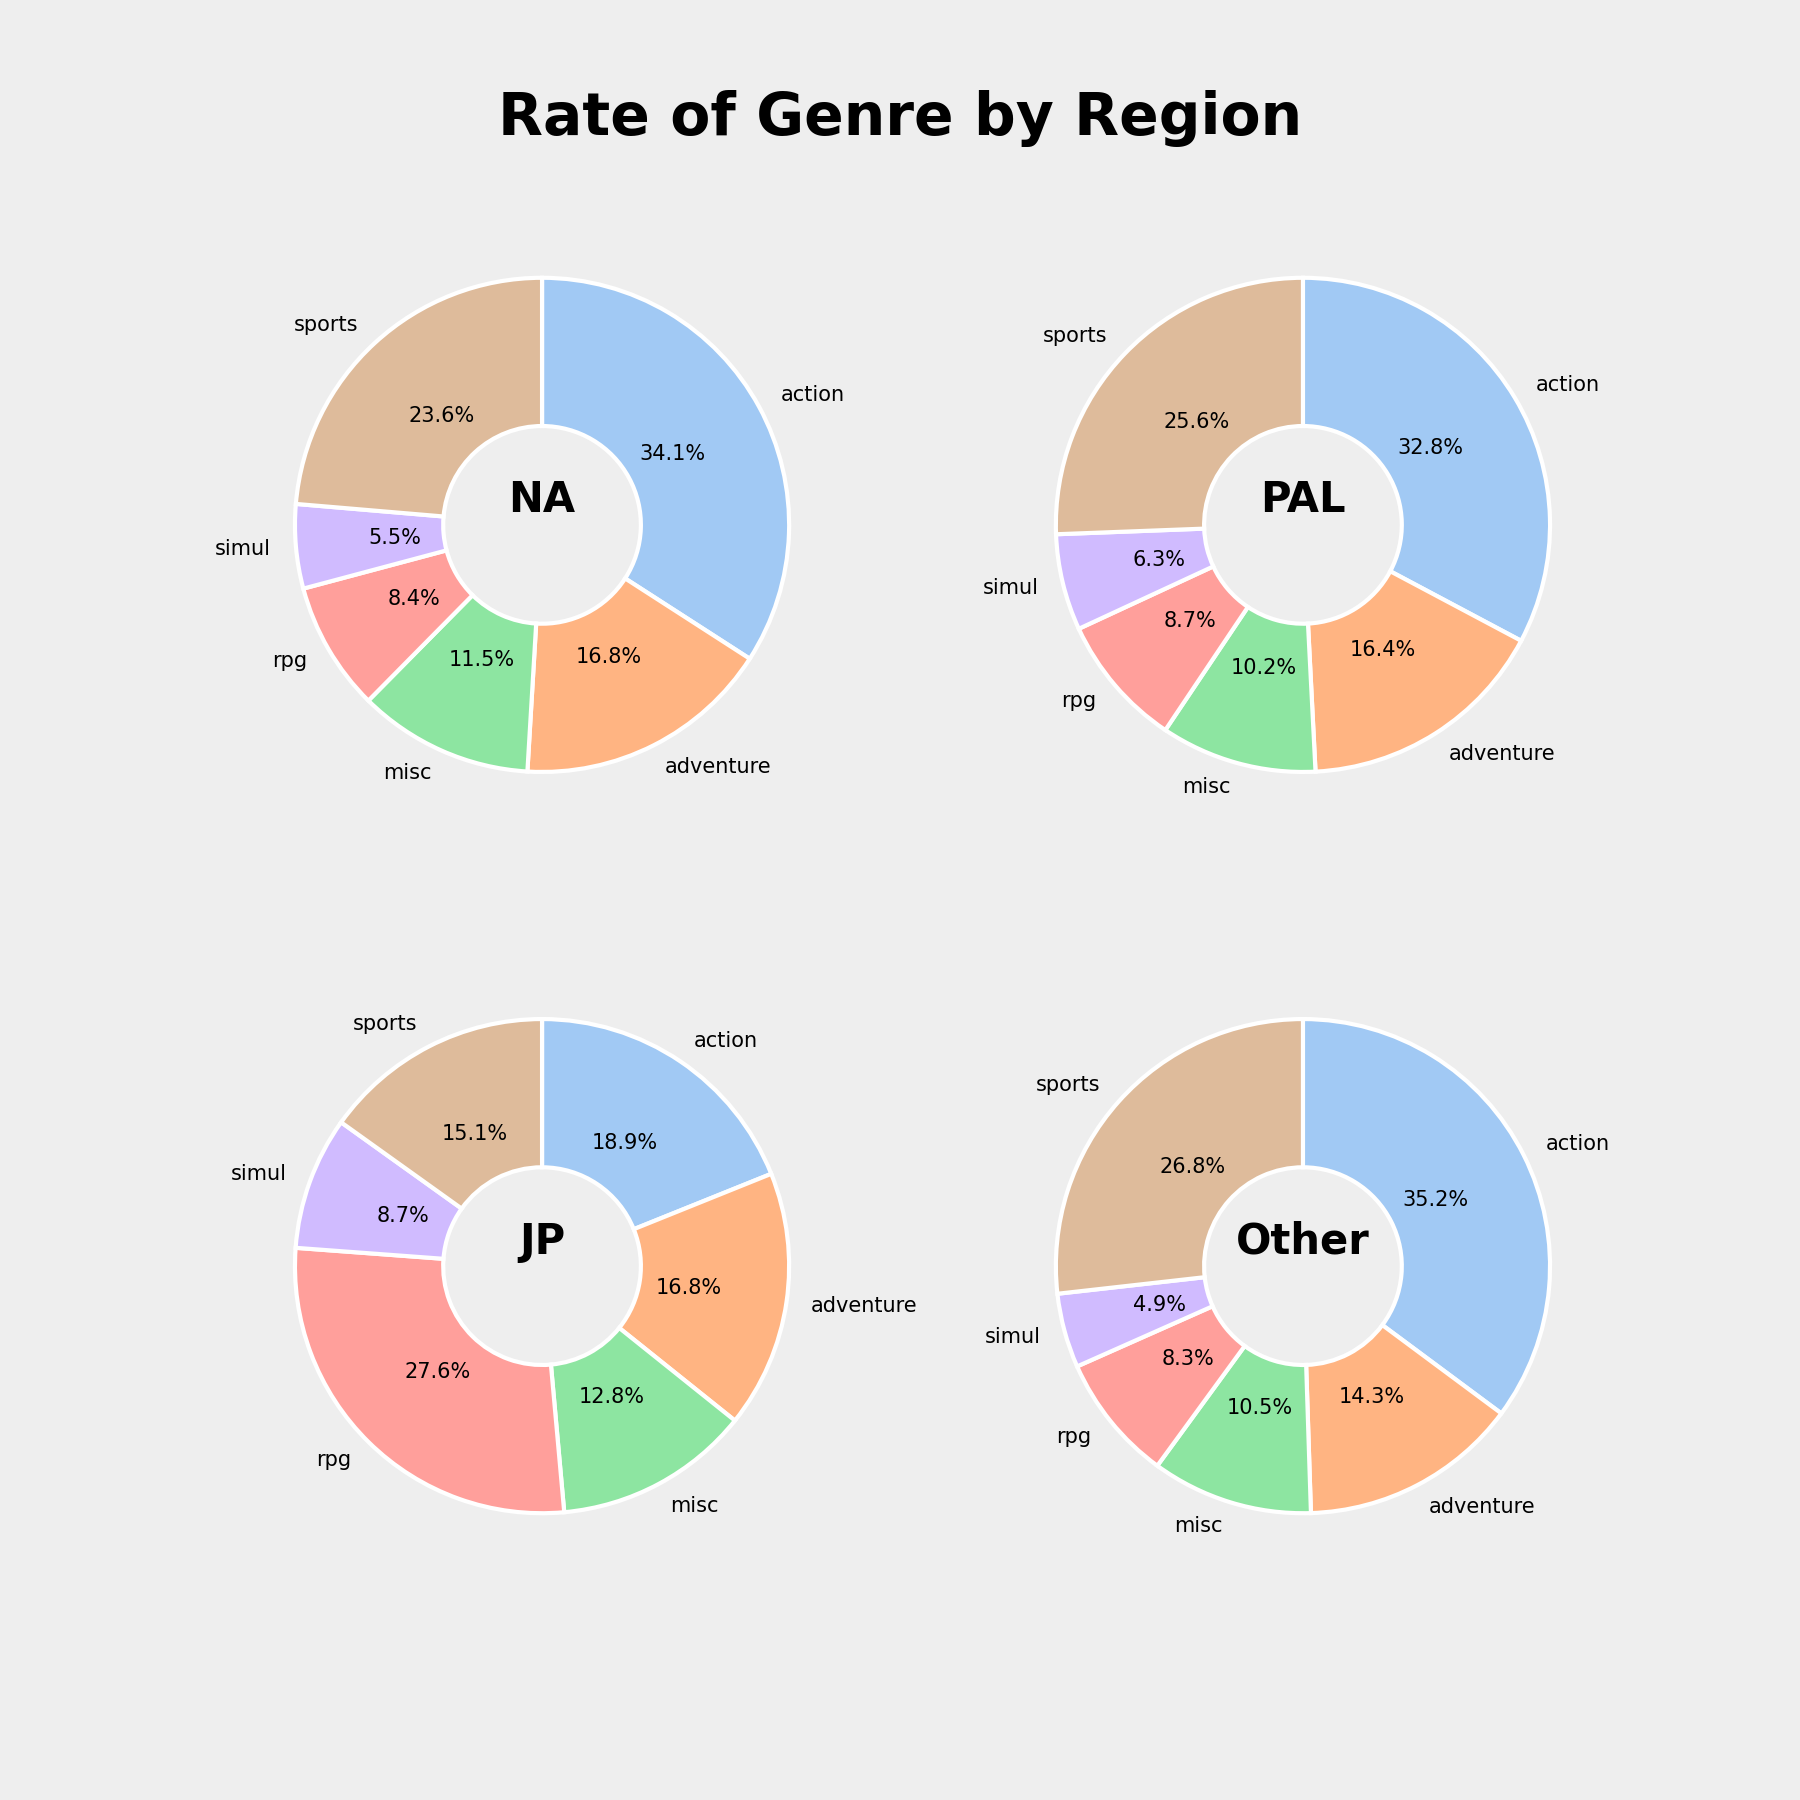 Rate of Genre by Region
sports
action
23.6%
34.1%
NA
simul
5.5%
8.4%
rpg
11.5%
16.8%
misc
adventure
sports
action
25.6%
32.8%
PAL
simul
6.3%
8.7%
rpg
10.2%
16.4%
misc
adventure
sports
action
15.1%
18.9%
simul
8.7%
JP
16.8%
adventure
27.6%
12.8%
rpg
misc
sports
action
26.8%
35.2%
Other
simul
4.9%
8.3%
rpg
10.5%
14.3%
misc
adventure